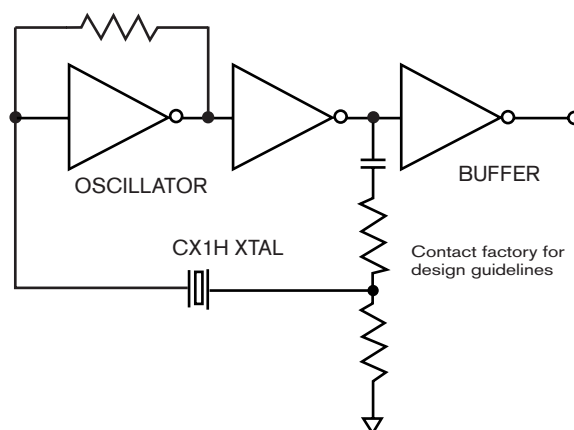 OSCILLATOR
BUFFER
CX1H XTAL
Contact factory for
design guidelines